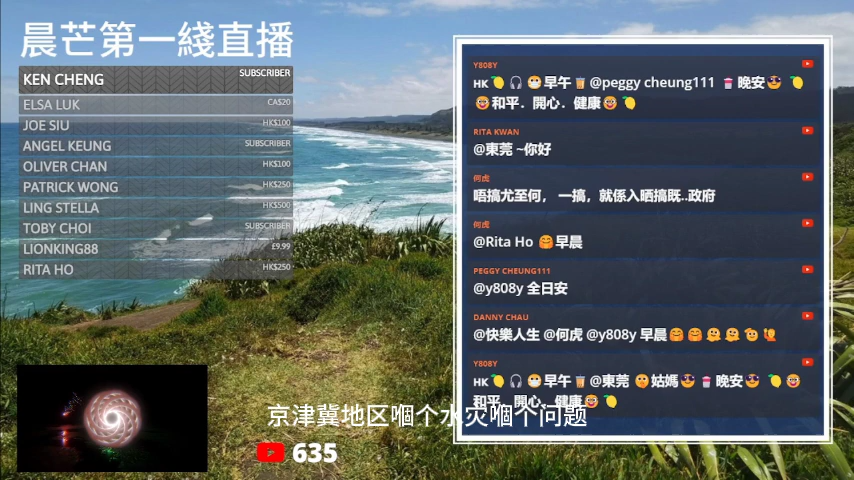 晨芒第一綫直播
KEN CHENG SUBSCRIBER
ELSA LUK CA$20
JOE SIU HK$100
ANGEL KEUNG SUBSCRIBER
OLIVER CHAN HK$100
PATRICK WONG HK$250
LING STELLA HK$500
TOBY CHOI SUBSCRIBER
LIONKING88 £9.99
RITA HO HK$250
Y808Y
HK🍋🎧😷早午🧋@peggy cheung111 🧋晚安😎 🍋
🤓和平．開心．健康🤓🍋
RITA KWAN
@東莞 ~你好
何虎
唔搞尤至何， 一搞，就係入晒搞既..政府
何虎
@Rita Ho 🤗早晨
PEGGY CHEUNG111
@y808y 全日安
DANNY CHAU
@快樂人生 @何虎 @y808y 早晨🤗🤗
Y808Y
HK🍋🎧😷早午🧋@東莞 姑媽😎🧋晚安😎🍋🤓
和平．開心．健康🤓🍋
京津冀地区嗰个水灾嗰个问题
635